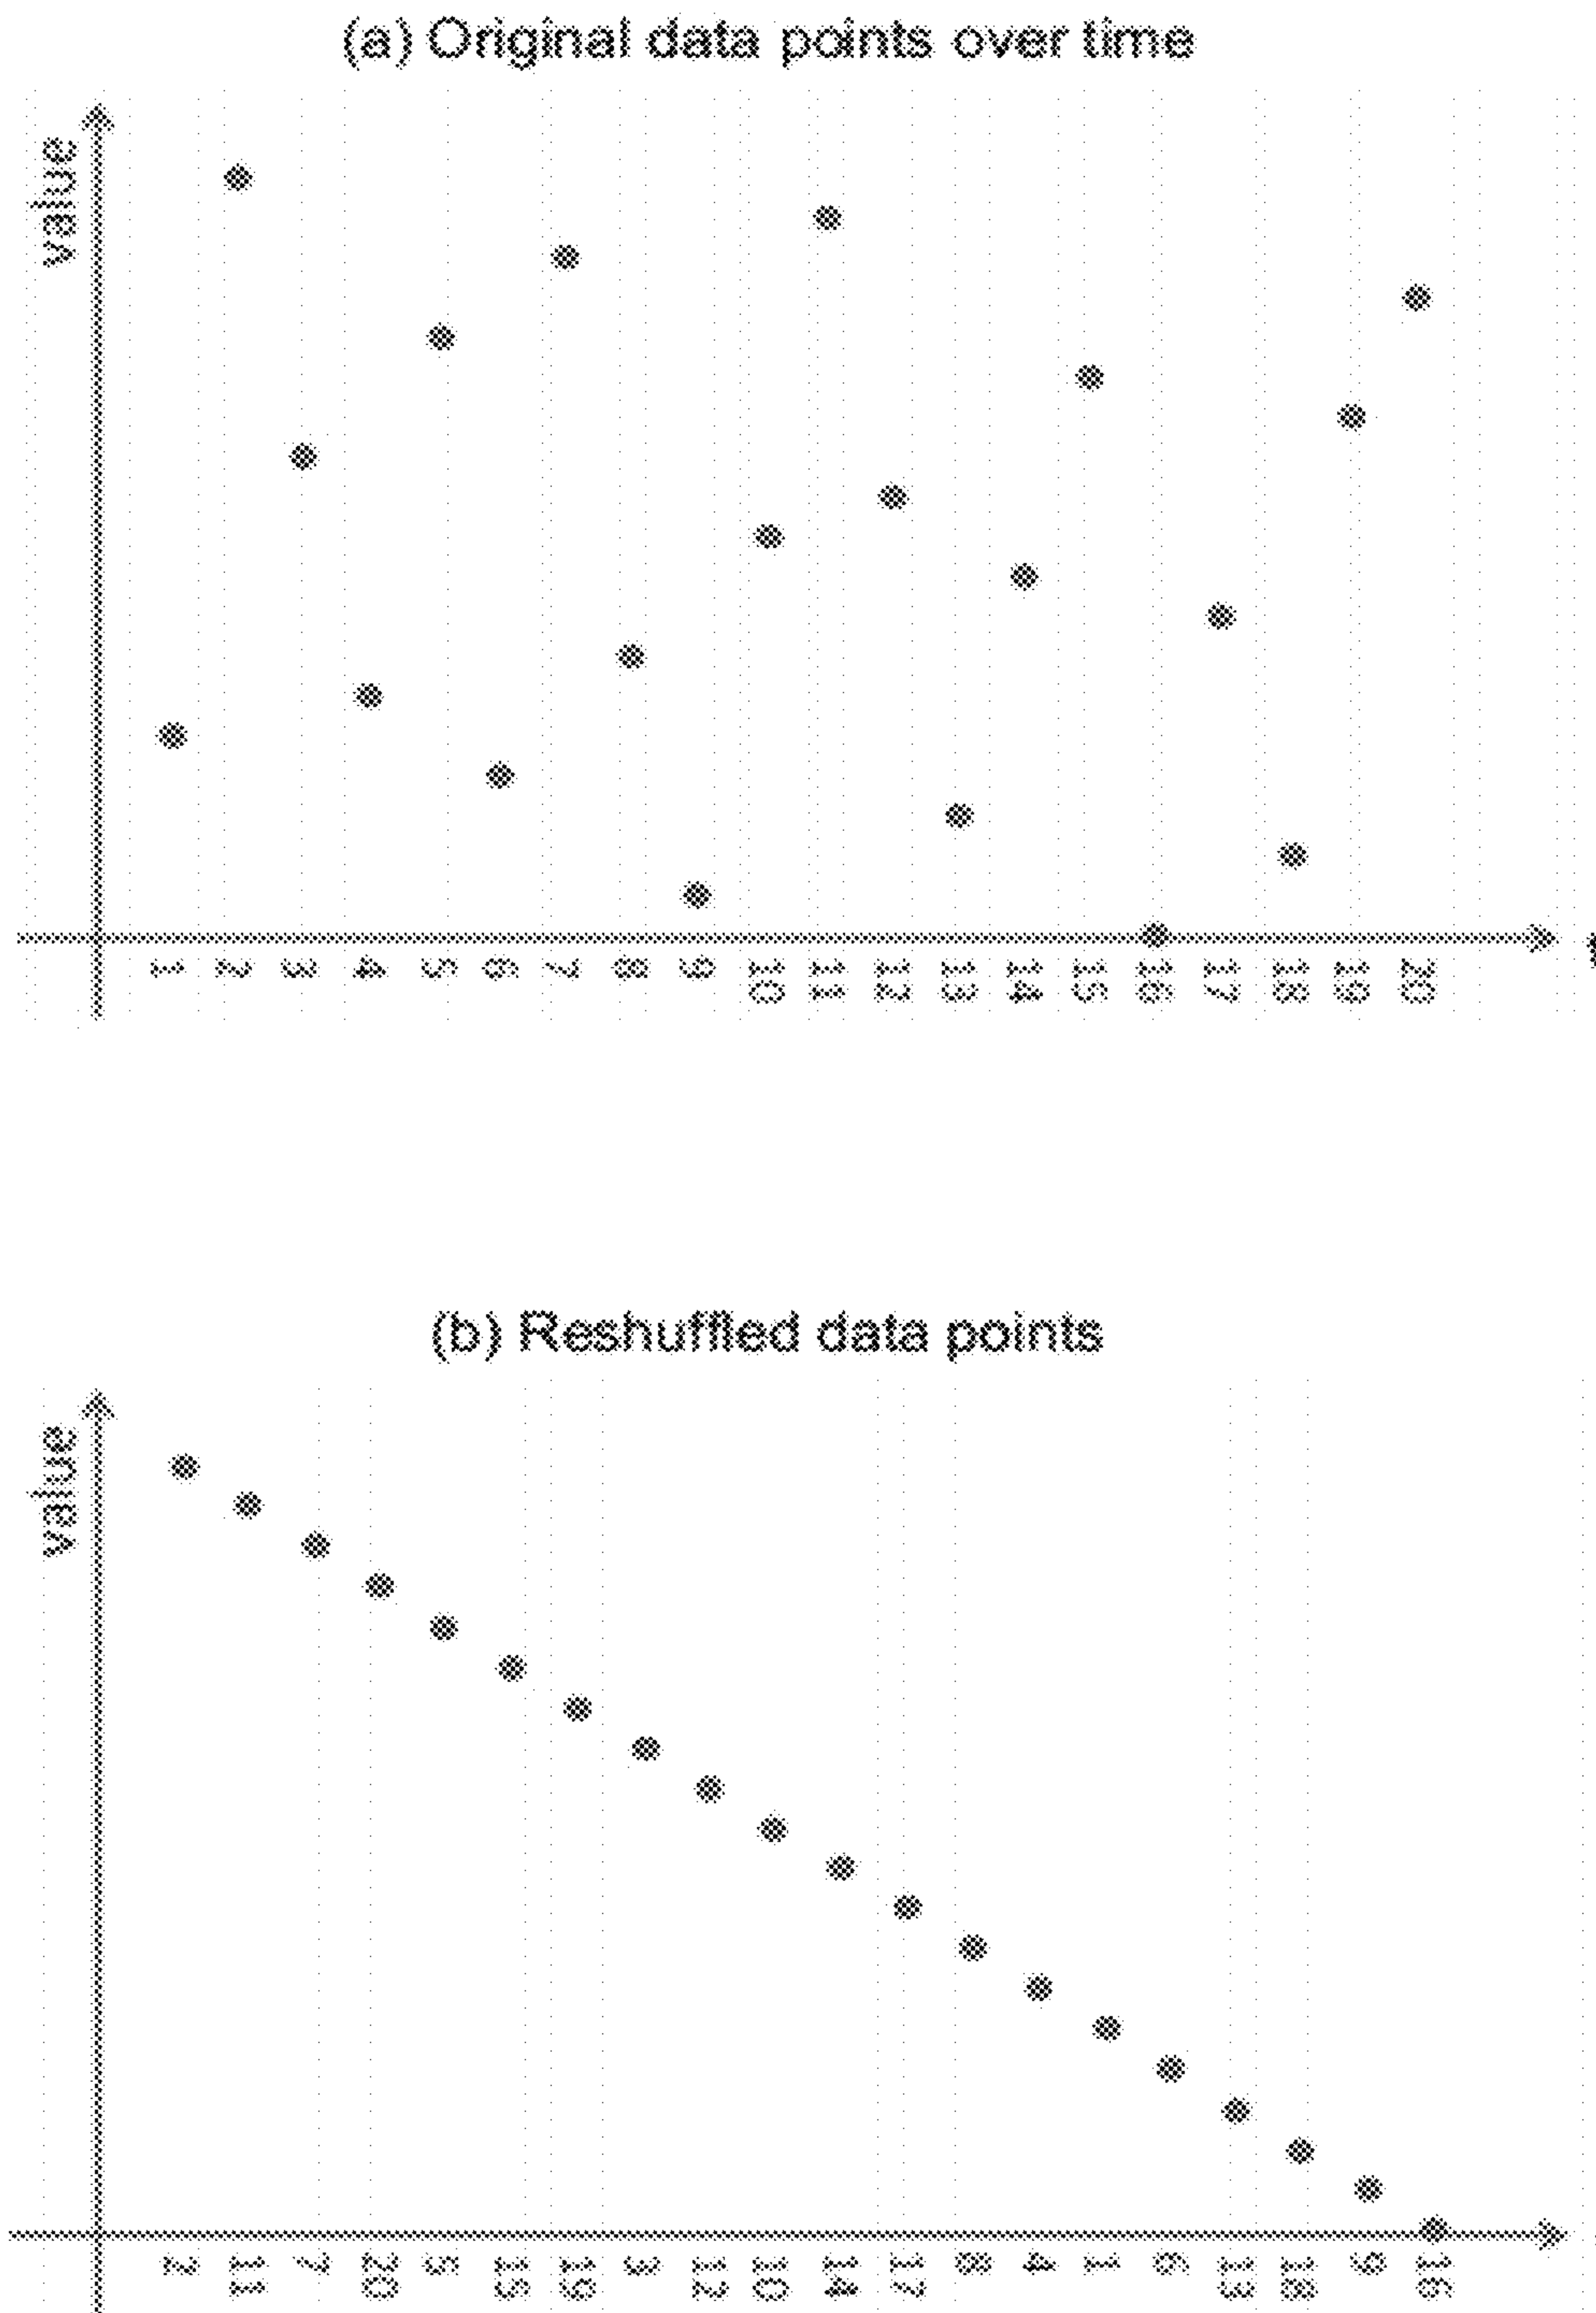 (a) Original data points over time
value
1 2 3 4 5 6 7 8 9 10 11 12 13 14 15 16 17 18 19 20
(b) Reshuffled data points
value
2 11 7 20 5 15 19 3 12 10 14 17 8 4 1 6 13 18 9 16